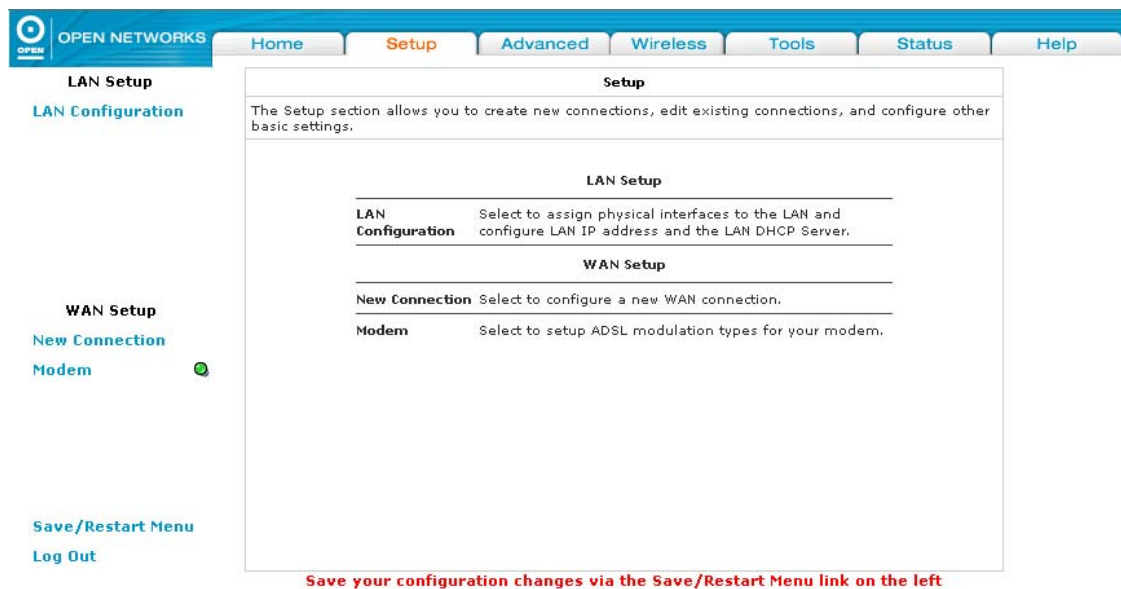 OPEN
OPEN NETWORKS
Home
Setup
Advanced
Wireless
Tools
Status
Help
LAN Setup
LAN Configuration
WAN Setup
New Connection
Modem
Save/Restart Menu
Log Out
Setup
The Setup section allows you to create new connections, edit existing connections, and configure other
basic settings.
LAN Setup
LAN
Configuration
Select to assign physical interfaces to the LAN and
configure LAN IP address and the LAN DHCP Server.
WAN Setup
New Connection Select to configure a new WAN connection.
Modem Select to setup ADSL modulation types for your modem.
Save your configuration changes via the Save/Restart Menu link on the left